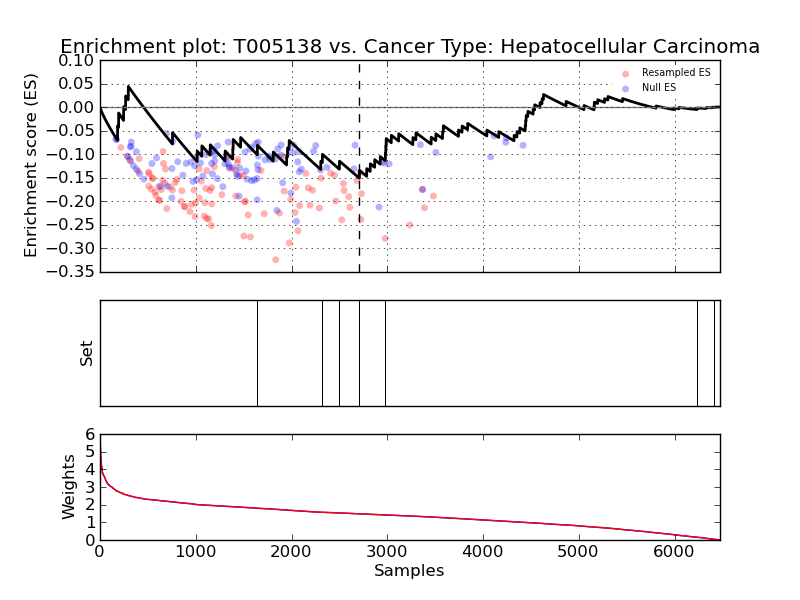 Enrichment plot: T005138 vs. Cancer Type: Hepatocellular Carcinoma
Enrichment score (ES)
0.10
0.05
0.00
−0.05
−0.10
−0.15
−0.20
−0.25
−0.30
−0.35
Resampled ES
Null ES
Set
Weights
6
5
4
3
2
1
0
0 1000 2000 3000 4000 5000 6000
Samples